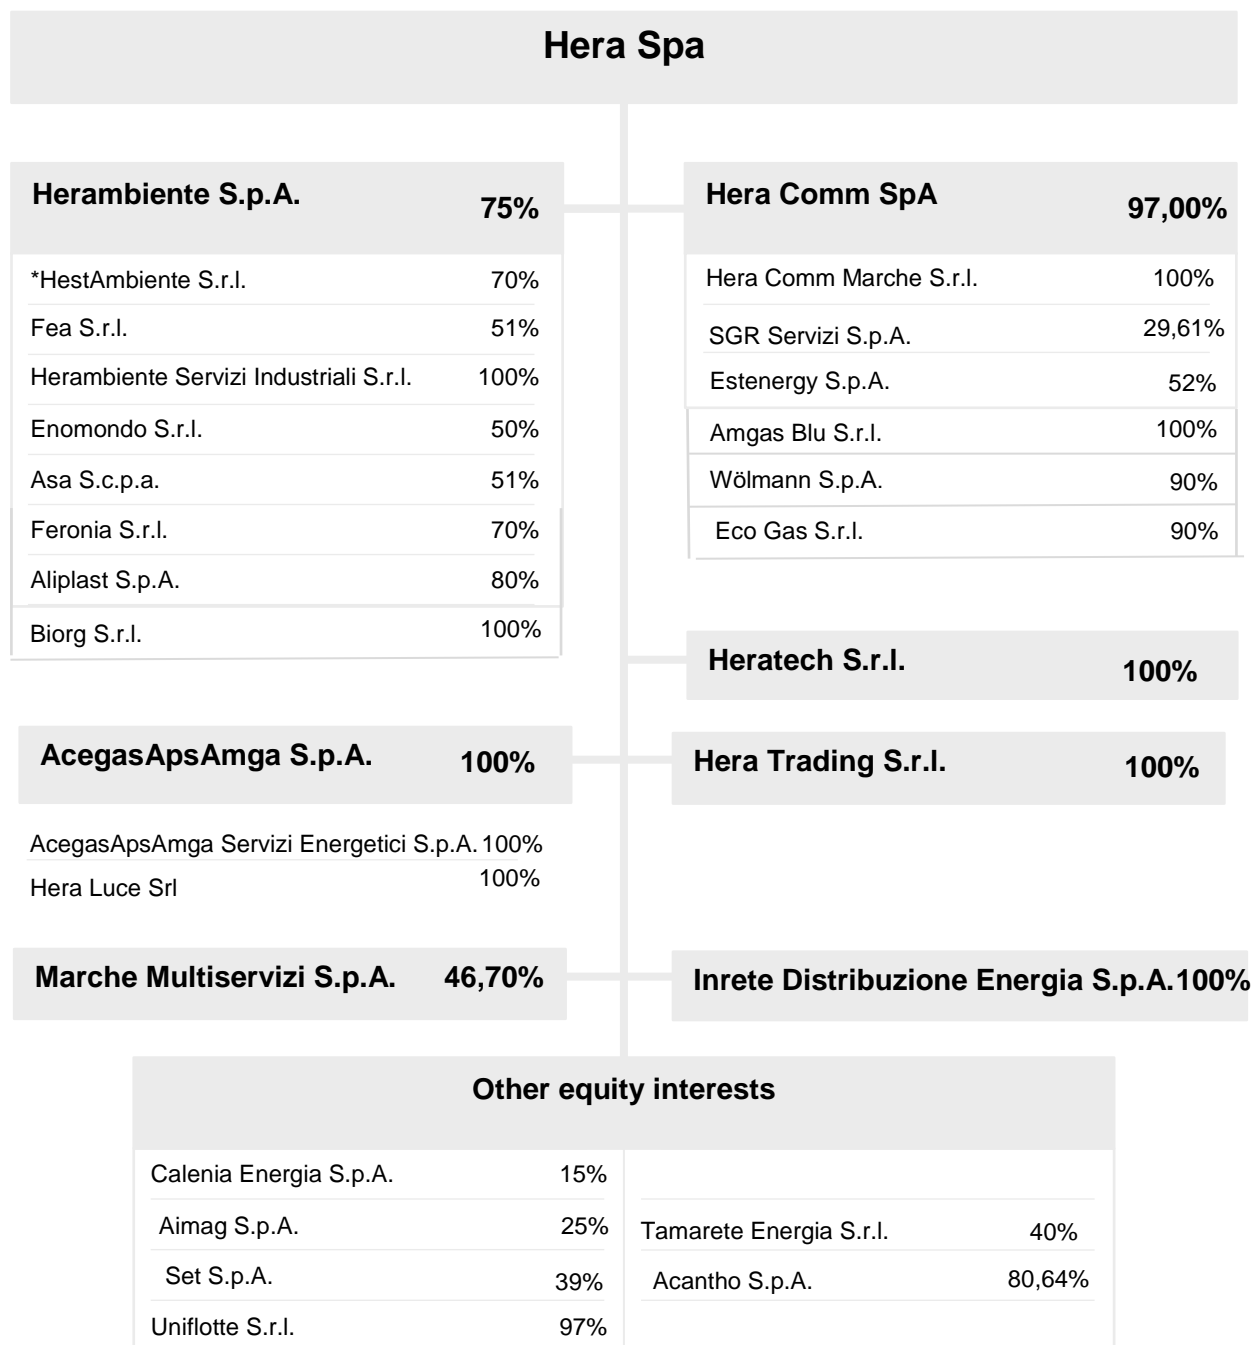 Hera Spa
Herambiente S.p.A. 75%
*HestAmbiente S.r.l. 70%
Fea S.r.l. 51%
Herambiente Servizi Industriali S.r.l. 100%
Enomondo S.r.l. 50%
Asa S.c.p.a. 51%
Feronia S.r.l. 70%
Aliplast S.p.A. 80%
Biorg S.r.l. 100%
Hera Comm SpA 97,00%
Hera Comm Marche S.r.l. 100%
SGR Servizi S.p.A. 29,61%
Estenergy S.p.A. 52%
Amgas Blu S.r.l. 100%
Wölmann S.p.A. 90%
Eco Gas S.r.l. 90%
Heratech S.r.l. 100%
AcegasApsAmga S.p.A. 100%
AcegasApsAmga Servizi Energetici S.p.A. 100%
Hera Luce Srl 100%
Hera Trading S.r.l. 100%
Marche Multiservizi S.p.A. 46,70%
Inrete Distribuzione Energia S.p.A. 100%
Other equity interests
Calenia Energia S.p.A. 15%
Aimag S.p.A. 25%
Set S.p.A. 39%
Uniflotte S.r.l. 97%
Tamarete Energia S.r.l. 40%
Acantho S.p.A. 80,64%